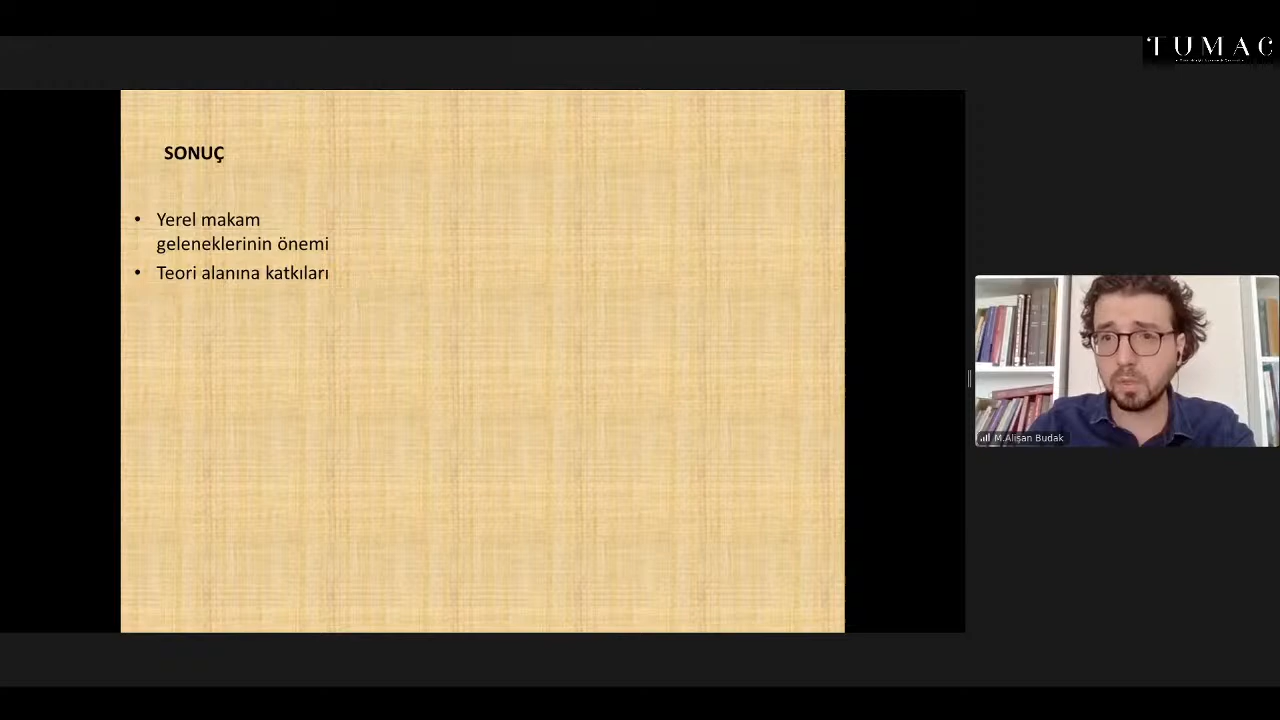 TUMAC
SONUÇ
• Yerel makam
geleneklerinin önemi
• Teori alanına katkıları
M.Alişan Budak